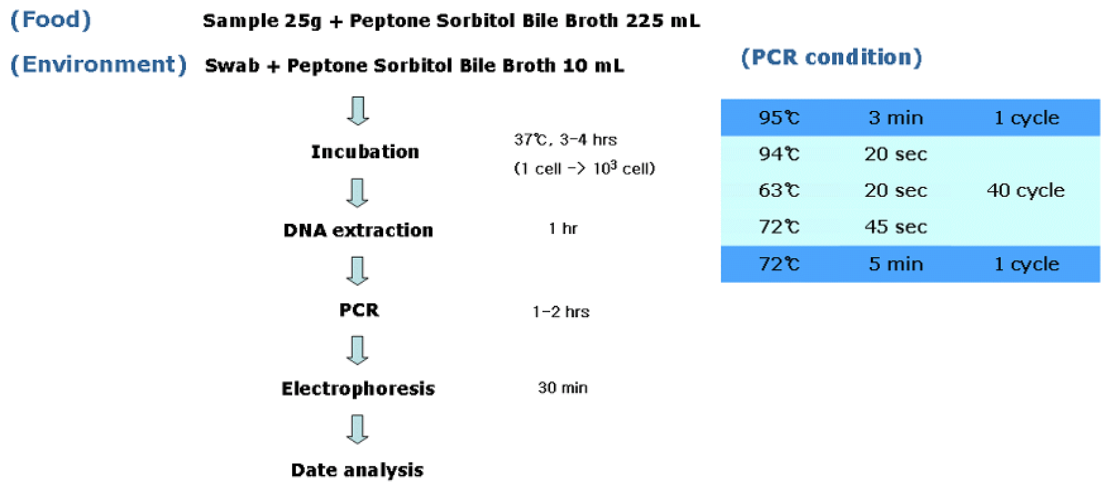 (Food) Sample 25g + Peptone Sorbitol Bile Broth 225 mL
(Environment) Swab + Peptone Sorbitol Bile Broth 10 mL
Incubation 37℃, 3-4 hrs
(1 cell -> 10³ cell)
DNA extraction 1 hr
PCR 1-2 hrs
Electrophoresis 30 min
Date analysis
(PCR condition)
95℃ 3 min 1 cycle
94℃ 20 sec
63℃ 20 sec 40 cycle
72℃ 45 sec
72℃ 5 min 1 cycle